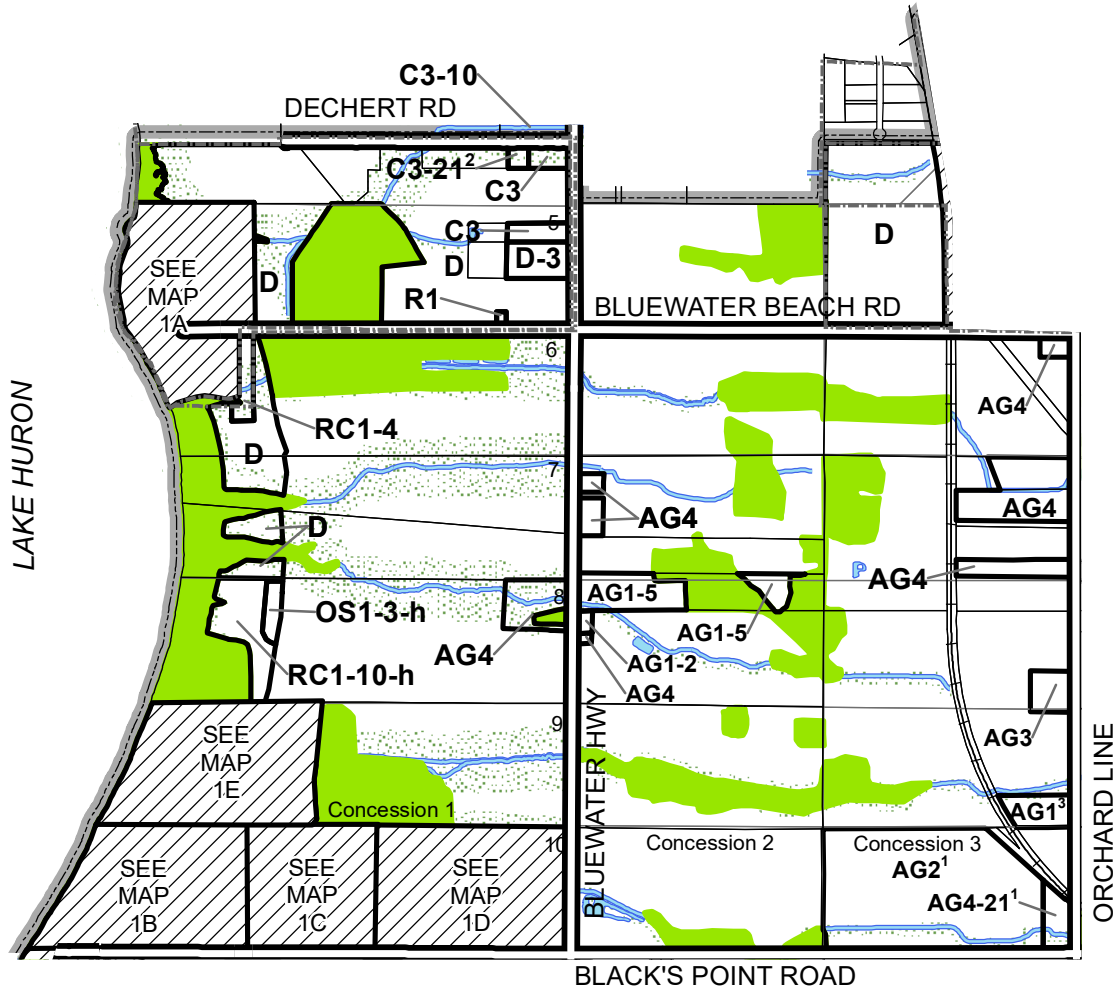 C3-10
DECHERT RD
C3-21²
C3
C3
5
D
D-3
D
D
SEE
MAP
1A
R1
BLUEWATER BEACH RD
6
AG4
LAKE HURON
RC1-4
D
7
AG4
AG4
D
AG4
8
AG1-5
OS1-3-h
AG1-5
AG4
AG1-2
RC1-10-h
AG4
9
SEE
MAP
1E
BLUEWATER HWY
AG3
ORCHARD LINE
Concession 1
AG1³
10
Concession 2
Concession 3
AG2¹
SEE
MAP
1B
SEE
MAP
1C
SEE
MAP
1D
AG4-21¹
BLACK'S POINT ROAD